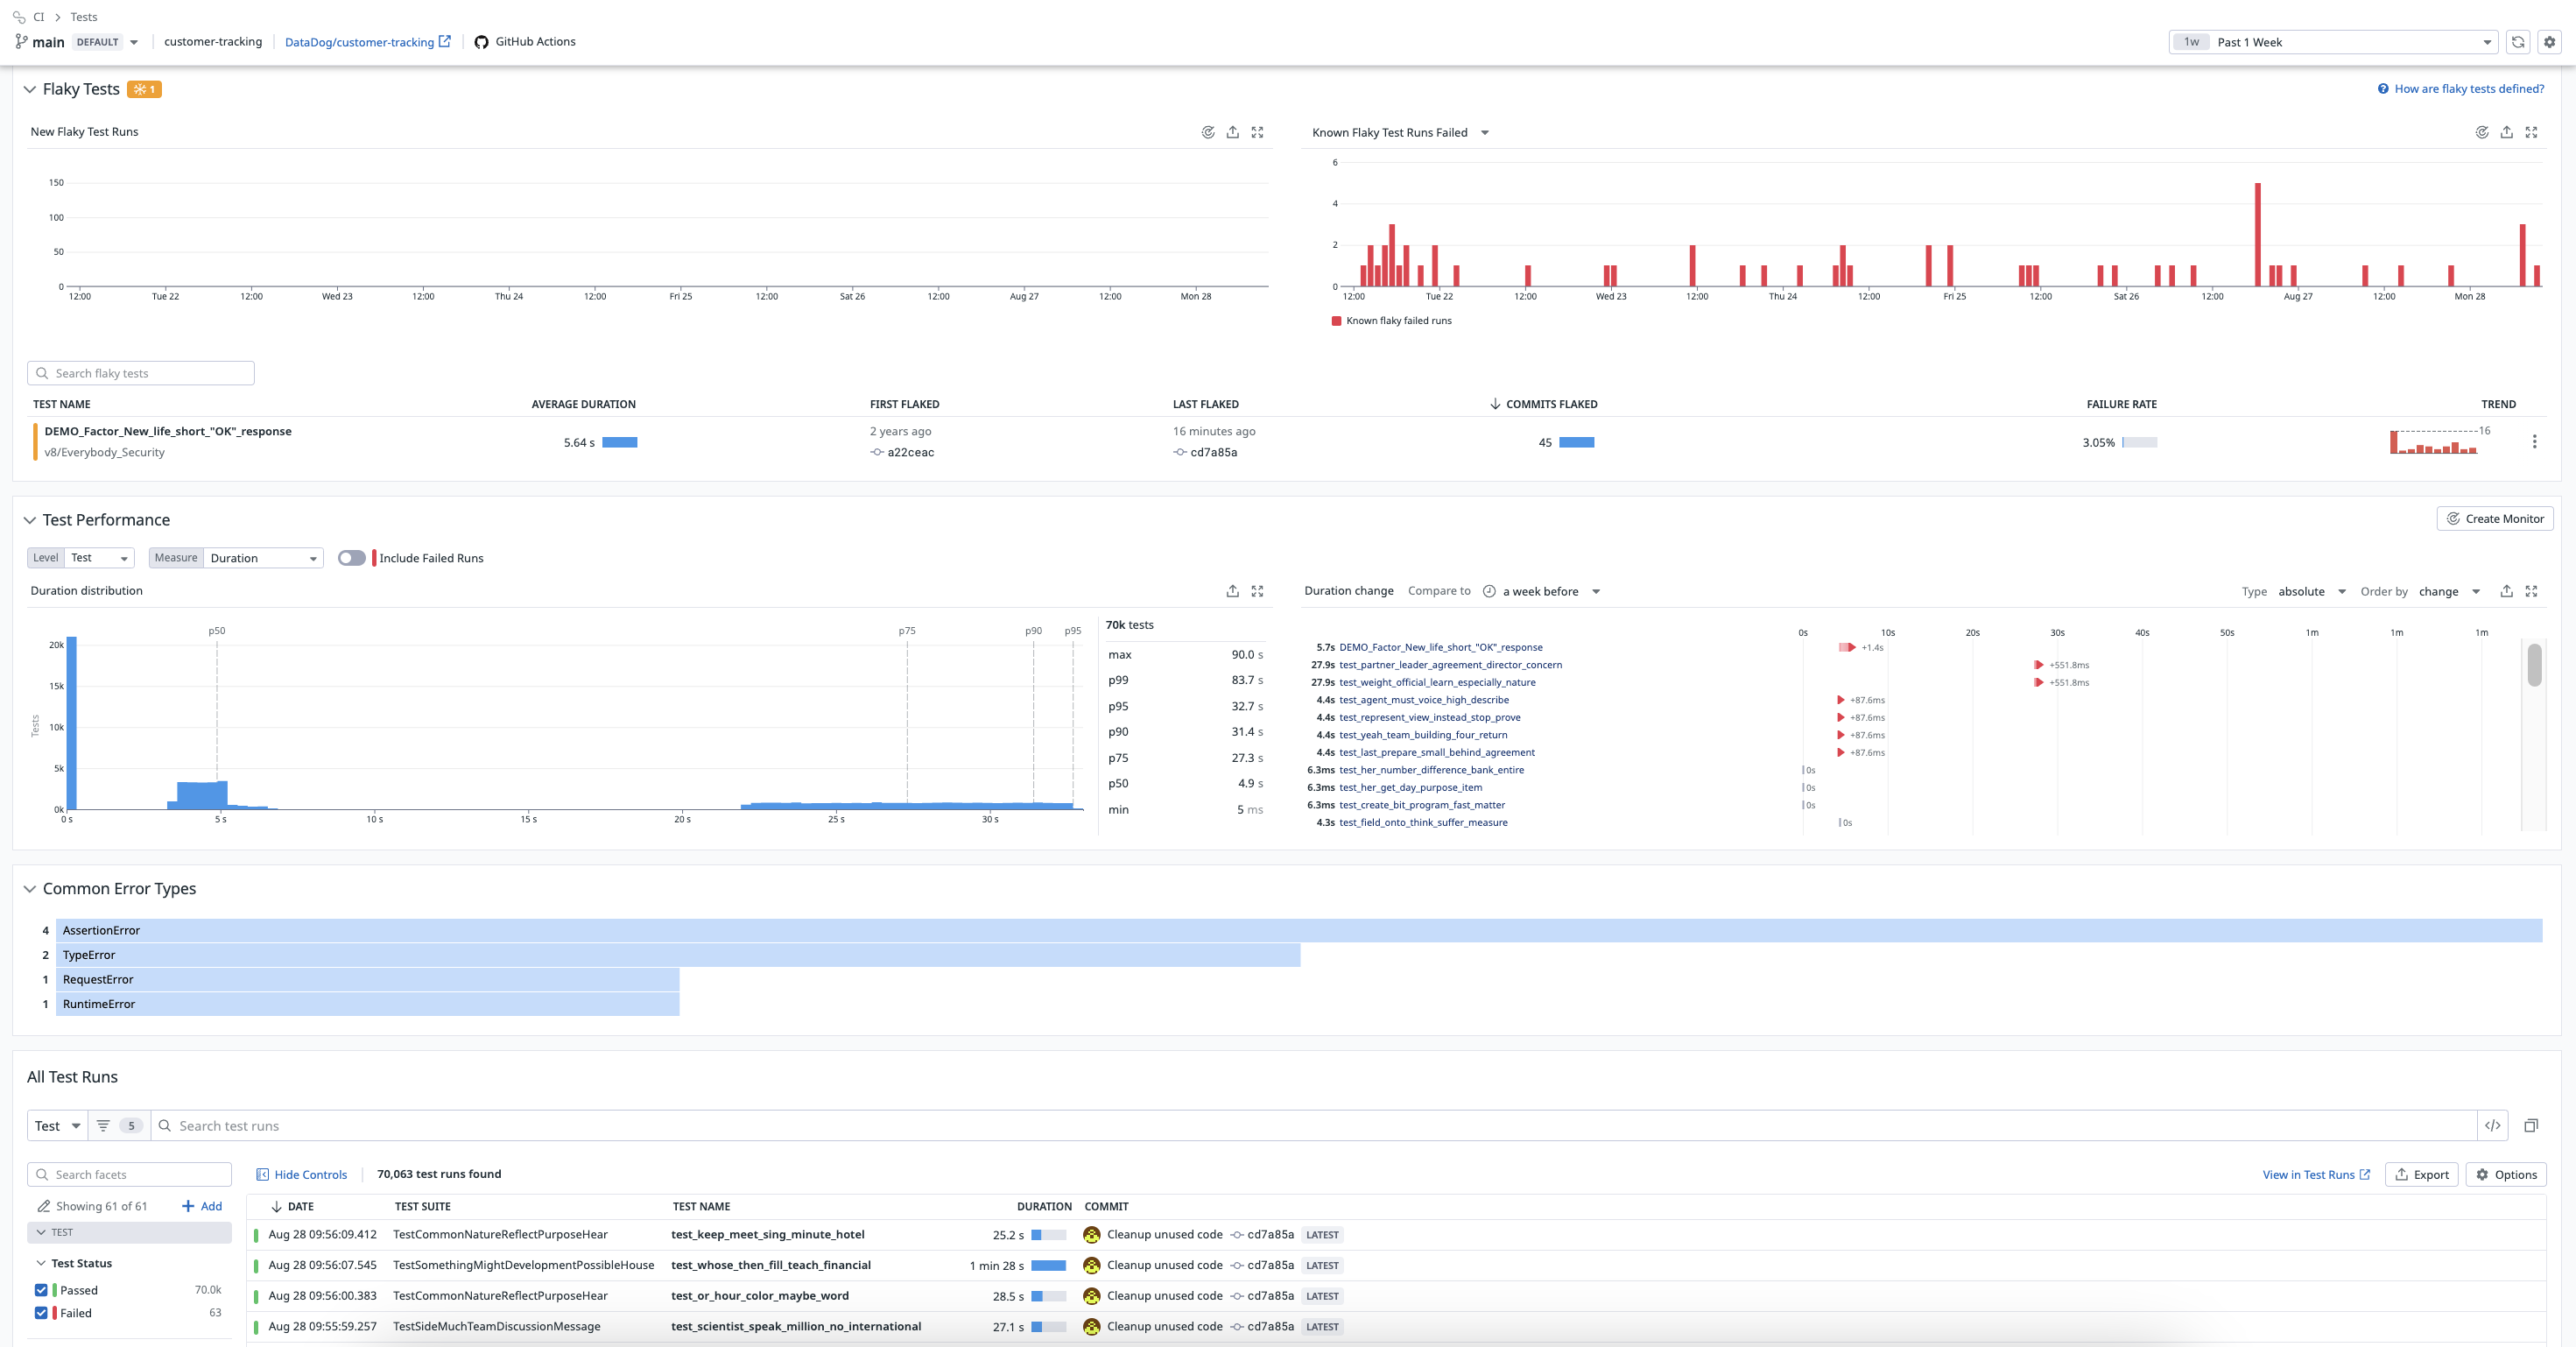 CI > Tests
main DEFAULT customer-tracking DataDog/customer-tracking GitHub Actions 1w Past 1 Week
Flaky Tests 1 How are flaky tests defined?
New Flaky Test Runs
150
100
50
0
12:00 Tue 22 12:00 Wed 23 12:00 Thu 24 12:00 Fri 25 12:00 Sat 26 12:00 Aug 27 12:00 Mon 28
Known Flaky Test Runs Failed
6
4
2
0
12:00 Tue 22 12:00 Wed 23 12:00 Thu 24 12:00 Fri 25 12:00 Sat 26 12:00 Aug 27 12:00 Mon 28
Known flaky failed runs
Search flaky tests
TEST NAME AVERAGE DURATION FIRST FLAKED LAST FLAKED COMMITS FLAKED FAILURE RATE TREND
DEMO_Factor_New_life_short_"OK"_response 5.64 s 2 years ago 16 minutes ago 45 3.05% 16
v8/Everybody_Security a22ceac cd7a85a
Test Performance Create Monitor
Level Test Measure Duration Include Failed Runs
Duration distribution
p50 p75 p90 p95
Tests
20k
15k
10k
5k
0k
0 s 5 s 10 s 15 s 20 s 25 s 30 s
70k tests
max 90.0 s
p99 83.7 s
p95 32.7 s
p90 31.4 s
p75 27.3 s
p50 4.9 s
min 5 ms
Duration change Compare to a week before Type absolute Order by change
0s 10s 20s 30s 40s 50s 1m 1m 1m
5.7s DEMO_Factor_New_life_short_"OK"_response +1.4s
27.9s test_partner_leader_agreement_director_concern +551.8ms
27.9s test_weight_official_learn_especially_nature +551.8ms
4.4s test_agent_must_voice_high_describe +87.6ms
4.4s test_represent_view_instead_stop_prove +87.6ms
4.4s test_yeah_team_building_four_return +87.6ms
4.4s test_last_prepare_small_behind_agreement +87.6ms
6.3ms test_her_number_difference_bank_entire 0s
6.3ms test_her_get_day_purpose_item 0s
6.3ms test_create_bit_program_fast_matter 0s
4.3s test_field_onto_think_suffer_measure 0s
Common Error Types
4 AssertionError
2 TypeError
1 RequestError
1 RuntimeError
All Test Runs
Test 5 Search test runs </>
Search facets
Showing 61 of 61 + Add
TEST
Test Status
Passed 70.0k
Failed 63
Hide Controls 70,063 test runs found View in Test Runs Export Options
DATE TEST SUITE TEST NAME DURATION COMMIT
Aug 28 09:56:09.412 TestCommonNatureReflectPurposeHear test_keep_meet_sing_minute_hotel 25.2 s Cleanup unused code cd7a85a LATEST
Aug 28 09:56:07.545 TestSomethingMightDevelopmentPossibleHouse test_whose_then_fill_teach_financial 1 min 28 s Cleanup unused code cd7a85a LATEST
Aug 28 09:56:00.383 TestCommonNatureReflectPurposeHear test_or_hour_color_maybe_word 28.5 s Cleanup unused code cd7a85a LATEST
Aug 28 09:55:59.257 TestSideMuchTeamDiscussionMessage test_scientist_speak_million_no_international 27.1 s Cleanup unused code cd7a85a LATEST